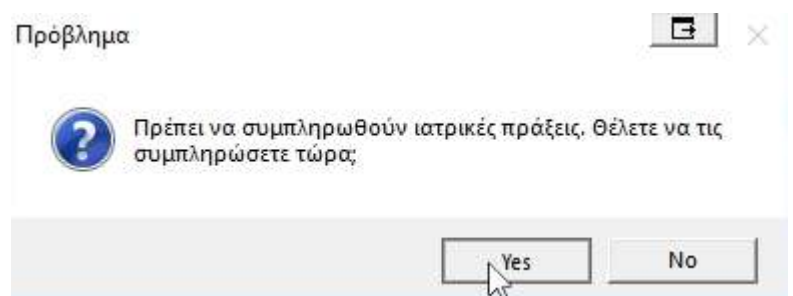 Πρόβλημα
Πρέπει να συμπληρωθούν ιατρικές πράξεις. Θέλετε να τις
συμπληρώσετε τώρα;
Yes
No